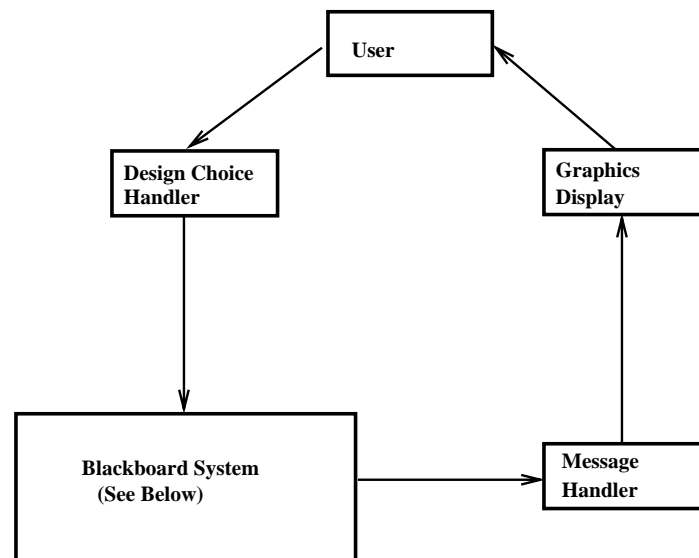 User
Design Choice
Handler
Graphics
Display
Blackboard System
(See Below)
Message
Handler